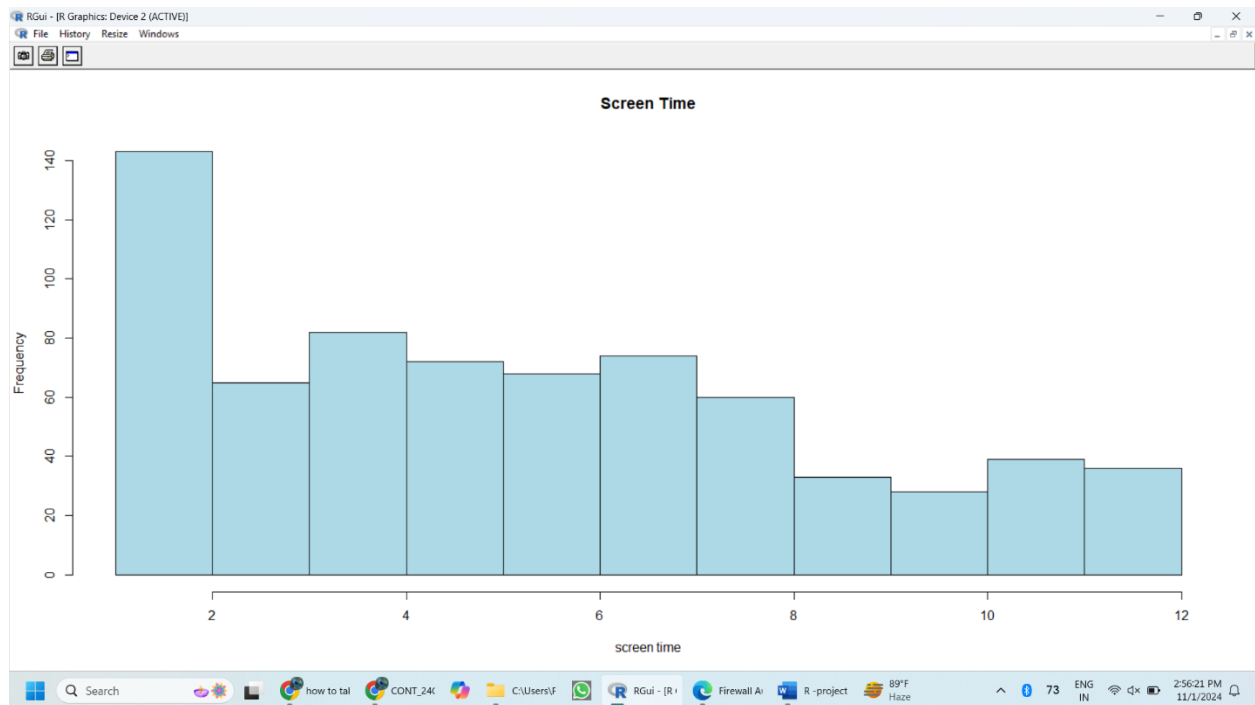 RGui - [R Graphics: Device 2 (ACTIVE)]
File History Resize Windows
Screen Time
Frequency
140
120
100
80
60
40
20
0
2 4 6 8 10 12
screen time
Search
how to tal
CONT_24(
C:\Users\F
RGui - [R
Firewall A
R -project
89°F
Haze
73
ENG
IN
2:56:21 PM
11/1/2024